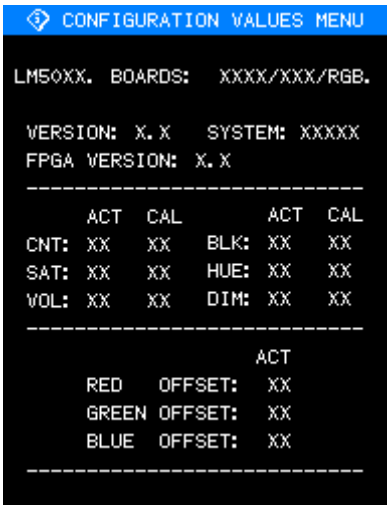 CONFIGURATION VALUES MENU
LM50XX. BOARDS: XXXX/XXX/RGB.
VERSION: X.X SYSTEM: XXXXX
FPGA VERSION: X.X
-----------------------------
ACT CAL ACT CAL
CNT: XX XX BLK: XX XX
SAT: XX XX HUE: XX XX
VOL: XX XX DIM: XX XX
-----------------------------
ACT
RED OFFSET: XX
GREEN OFFSET: XX
BLUE OFFSET: XX
-----------------------------